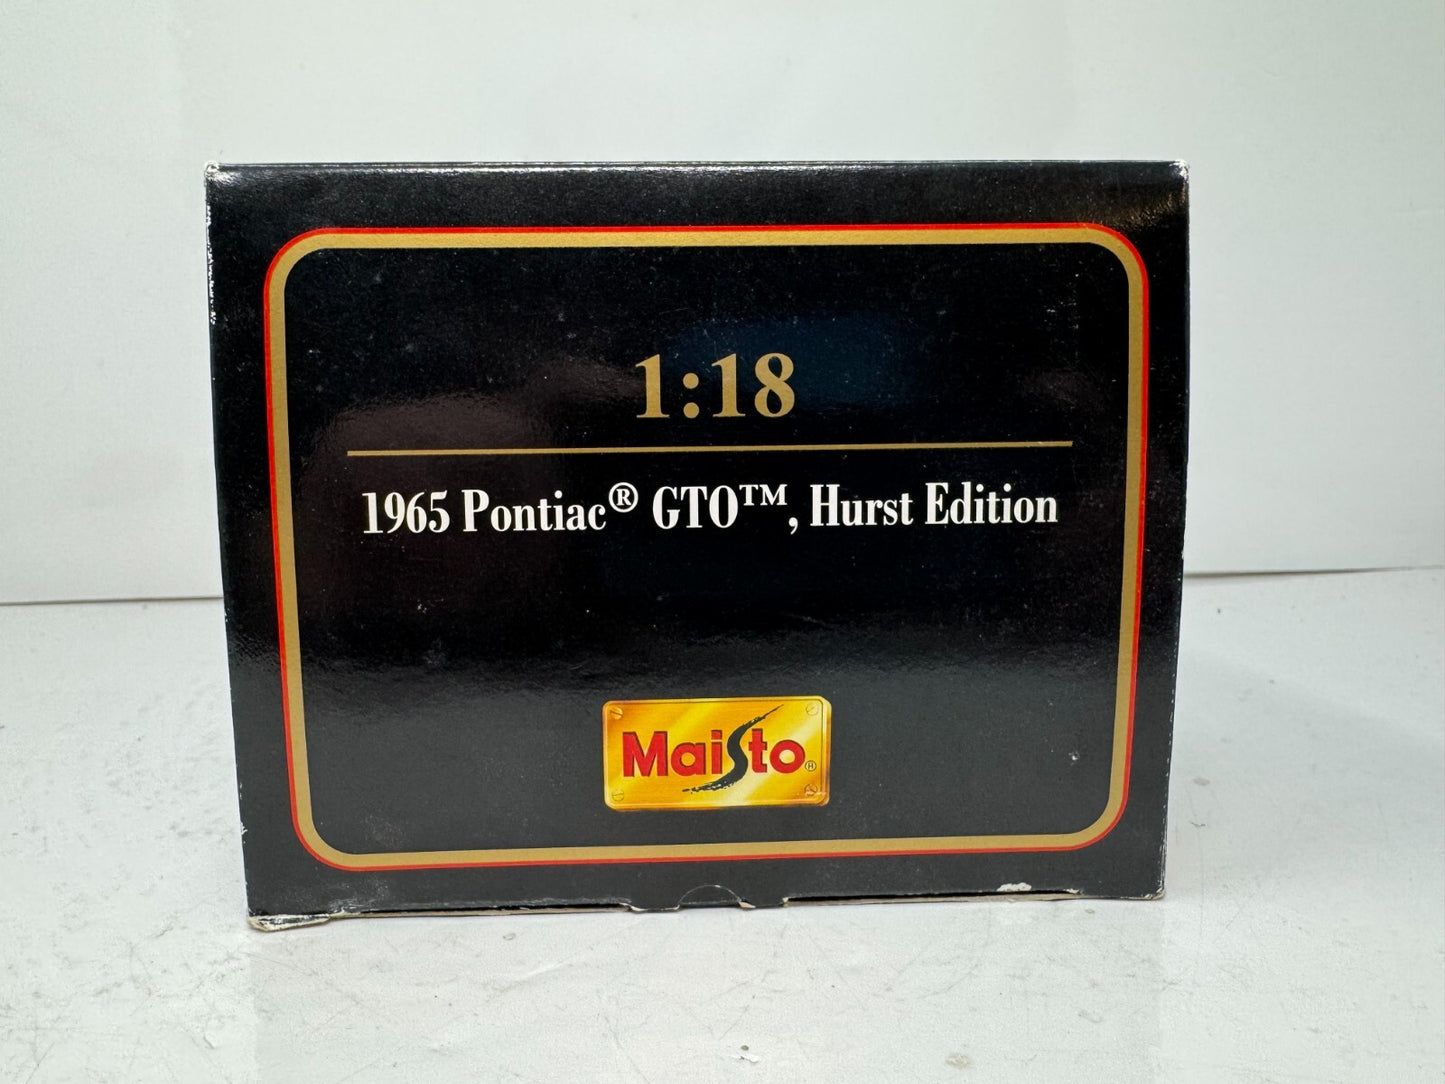 1:18
1965 Pontiac® GTO™, Hurst Edition
Maisto®